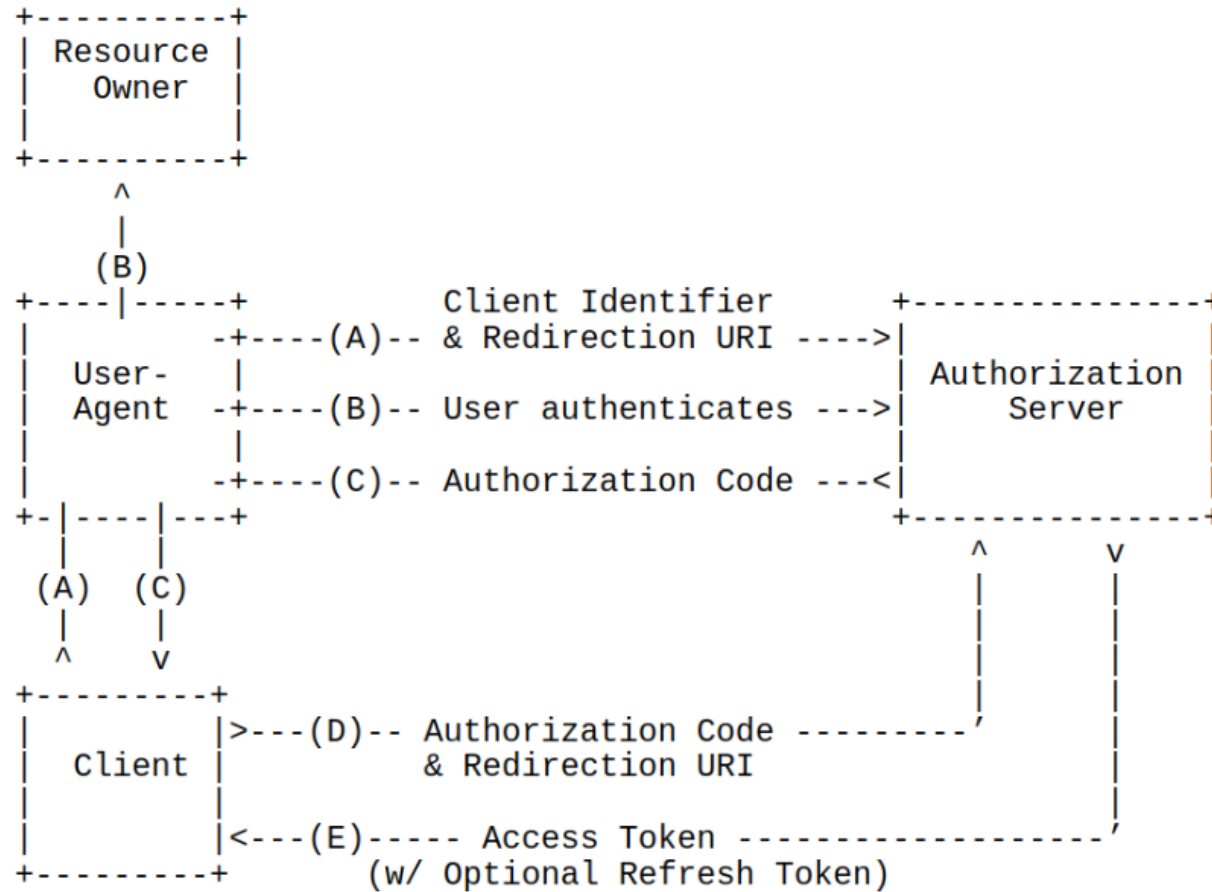 +----------+
| Resource |
|   Owner  |
|          |
+----------+
     ^
     |
    (B)
+----|-----+          Client Identifier      +---------------+
|         -+----(A)-- & Redirection URI ---->|               |
|  User-   |                                 | Authorization |
|  Agent  -+----(B)-- User authenticates --->|     Server    |
|          |                                 |               |
|         -+----(C)-- Authorization Code ---<|               |
+-|----|---+                                 +---------------+
  |    |                                         ^      v
 (A)  (C)                                        |      |
  |    |                                         |      |
  ^    v                                         |      |
+---------+                                      |      |
|         |>---(D)-- Authorization Code ---------'      |
|  Client |          & Redirection URI                  |
|         |                                             |
|         |<---(E)----- Access Token -------------------'
+---------+       (w/ Optional Refresh Token)